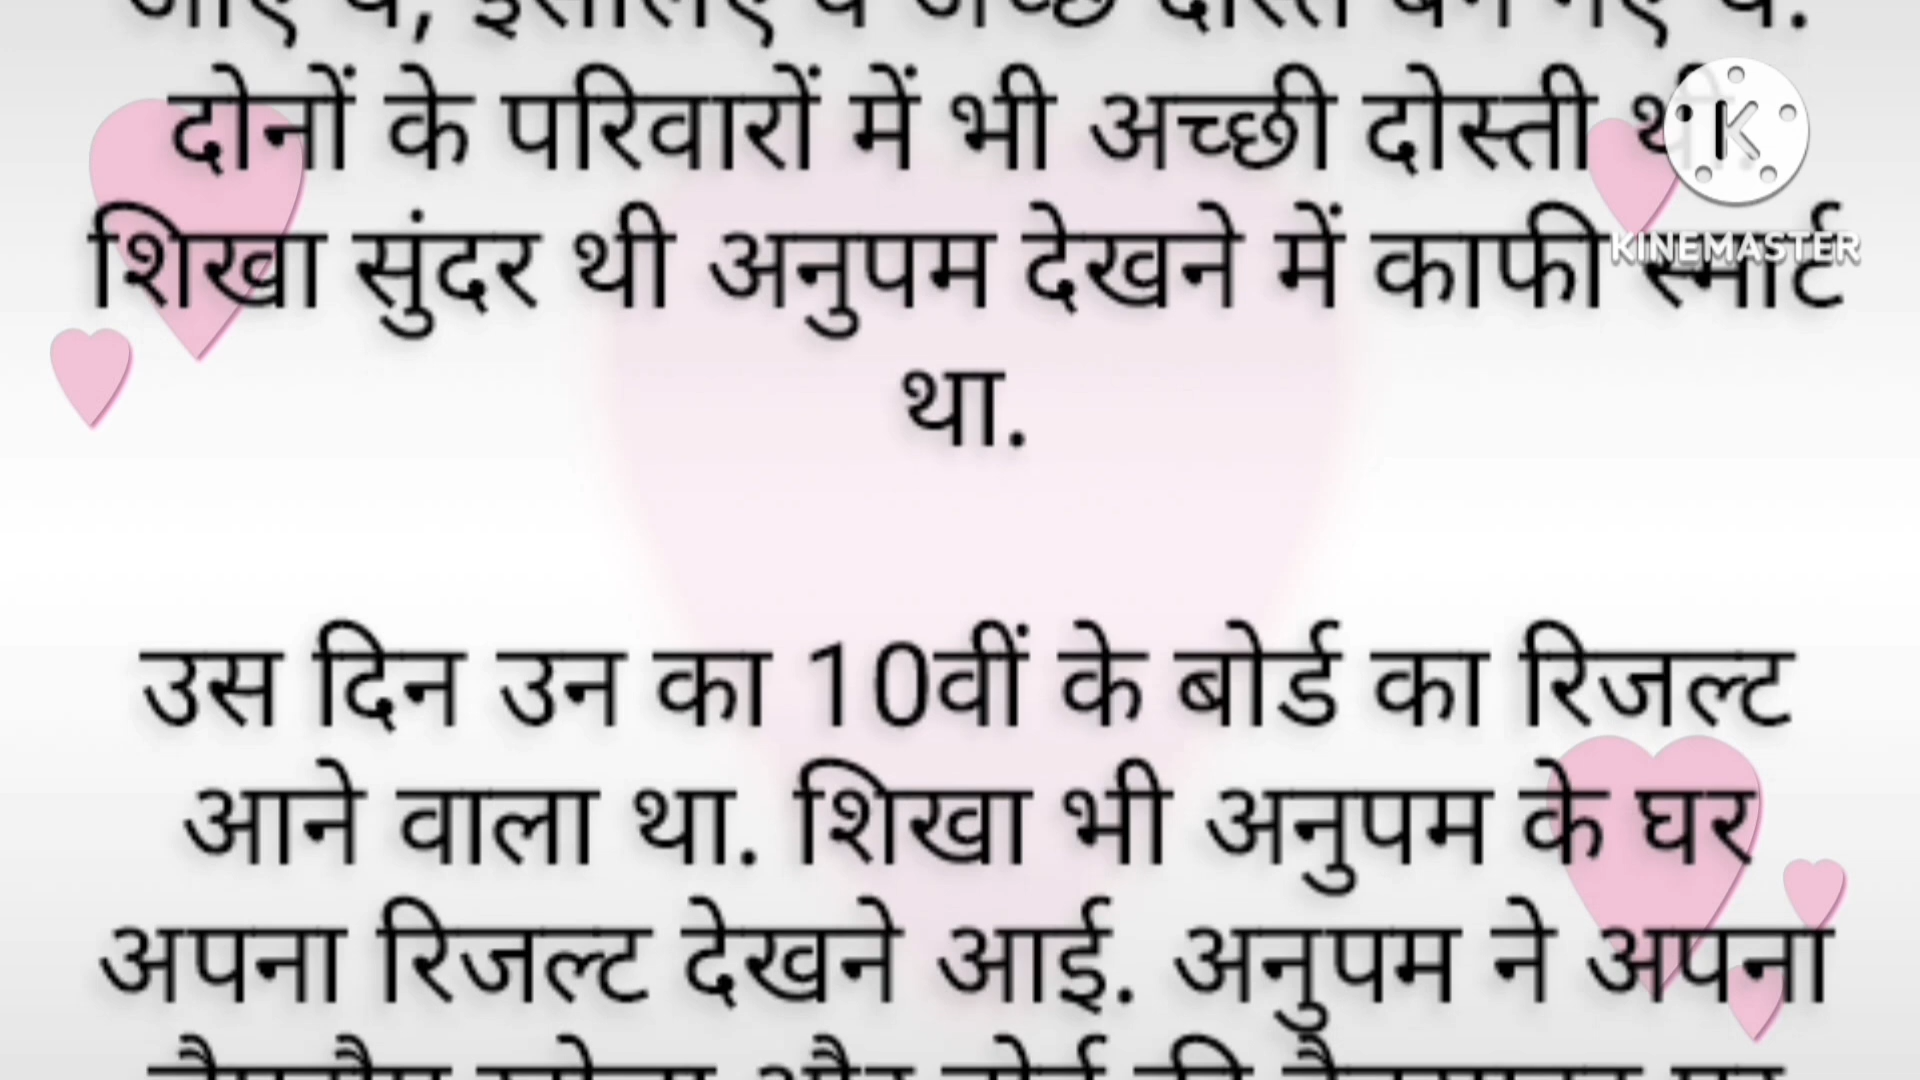 दोनों के परिवारों में भी अच्छी दोस्ती
शिखा सुंदर थी अनुपम देखने में काफी स्मार्ट
था.
उस दिन उन का 10वीं के बोर्ड का रिजल्ट
आने वाला था. शिखा भी अनुपम के घर
अपना रिजल्ट देखने आई. अनुपम ने अपना
KINEMASTER